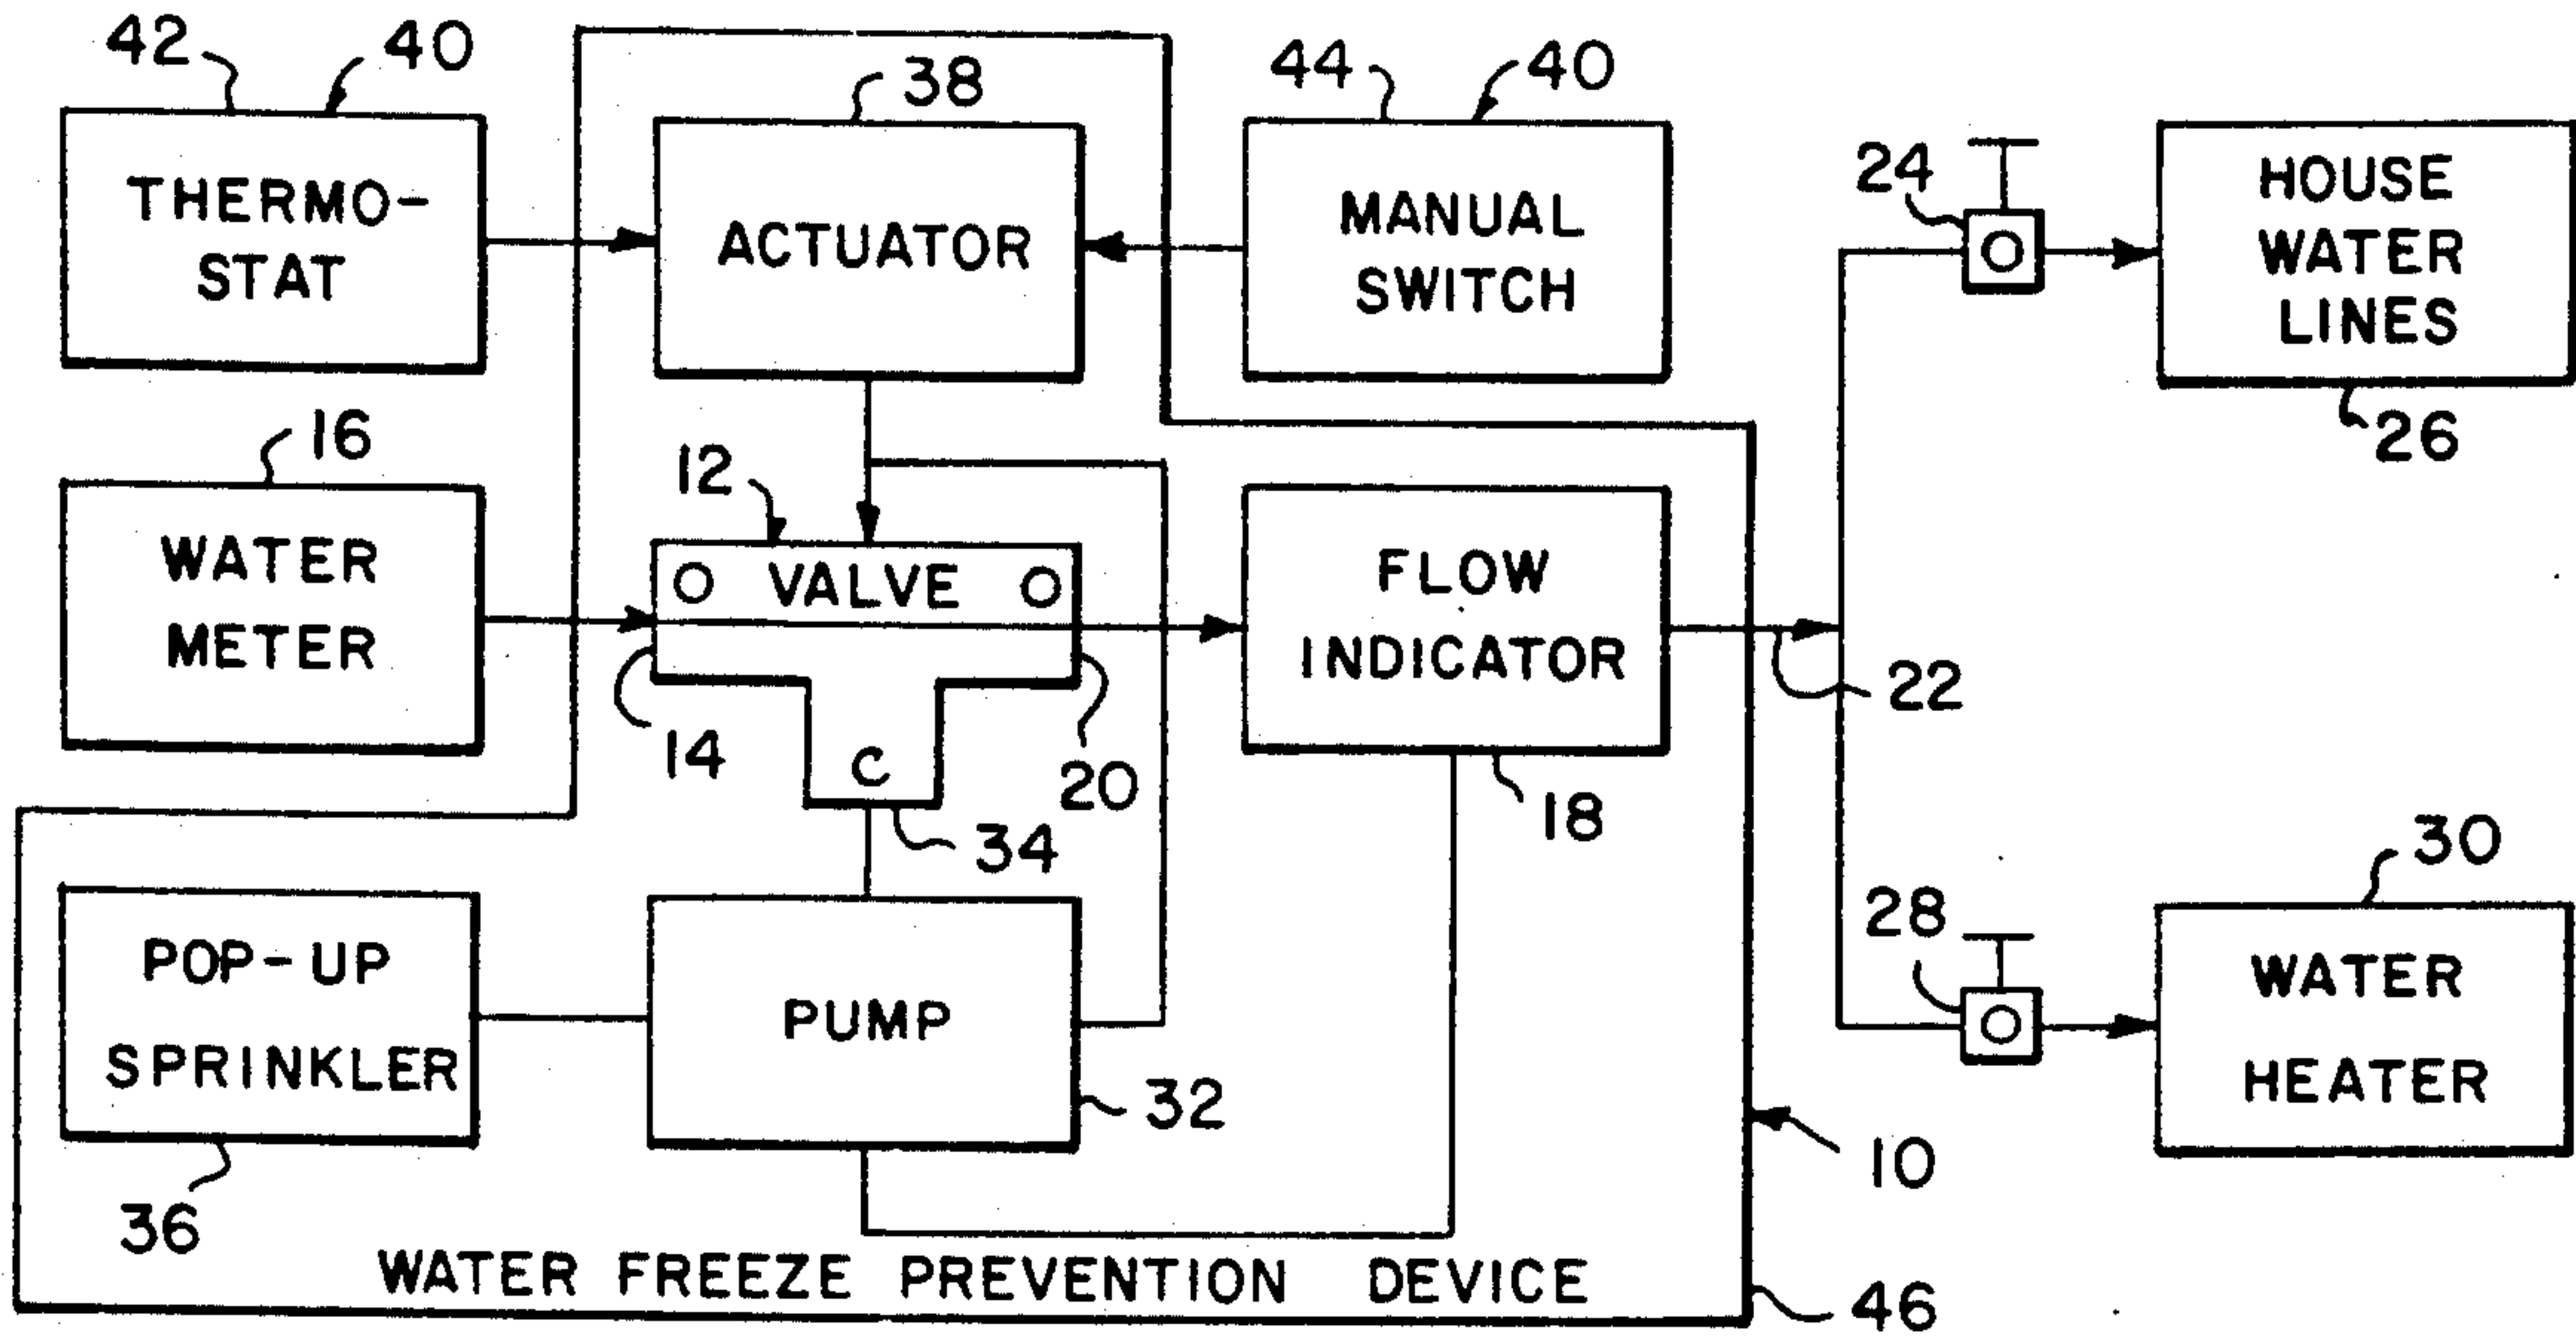 42
40
38
44
40
THERMO-
STAT
ACTUATOR
MANUAL
SWITCH
24
HOUSE
WATER
LINES
26
16
12
WATER
METER
O VALVE O
FLOW
INDICATOR
14
C
20
34
18
22
POP-UP
SPRINKLER
36
PUMP
32
28
30
WATER
HEATER
10
WATER FREEZE PREVENTION DEVICE
46